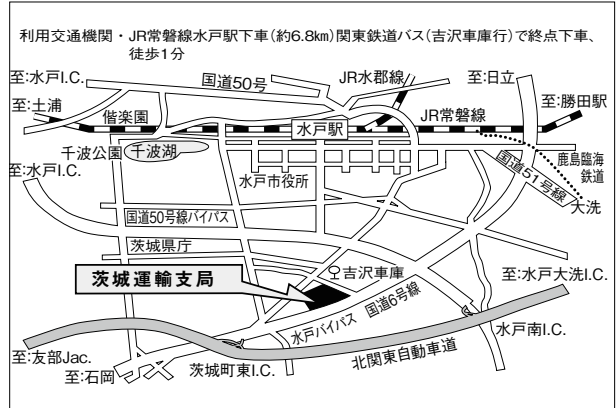 利用交通機関・JR常磐線水戸駅下車(約6.8km)関東鉄道バス(吉沢車庫行)で終点下車、
徒歩1分
至:水戸I.C.
国道50号
JR水郡線
至:日立
至:土浦
偕楽園
水戸駅
JR常磐線
至:勝田駅
千波公園
千波湖
至:水戸I.C.
水戸市役所
国道51号線
鹿島臨海
鉄道
大洗
国道50号線バイパス
茨城県庁
吉沢車庫
茨城運輸支局
至:水戸大洗I.C.
水戸バイパス 国道6号線
水戸南I.C.
北関東自動車道
至:友部Jac.
茨城町東I.C.
至:石岡